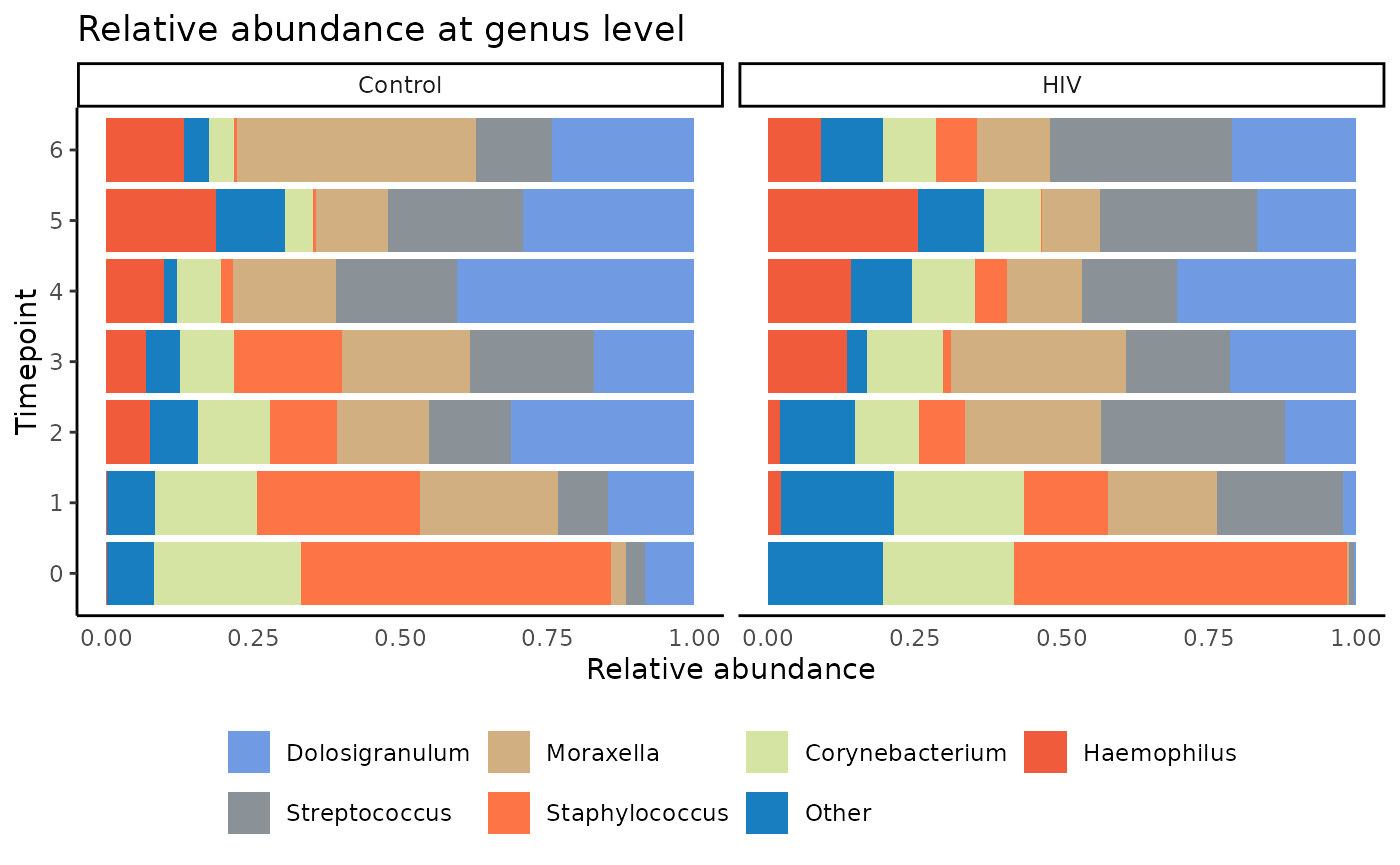 Relative abundance at genus level
Control
HIV
Timepoint
6
5
4
3
2
1
0
0.00 0.25 0.50 0.75 1.00
0.00 0.25 0.50 0.75 1.00
Relative abundance
Dolosigranulum Moraxella Corynebacterium Haemophilus
Streptococcus Staphylococcus Other